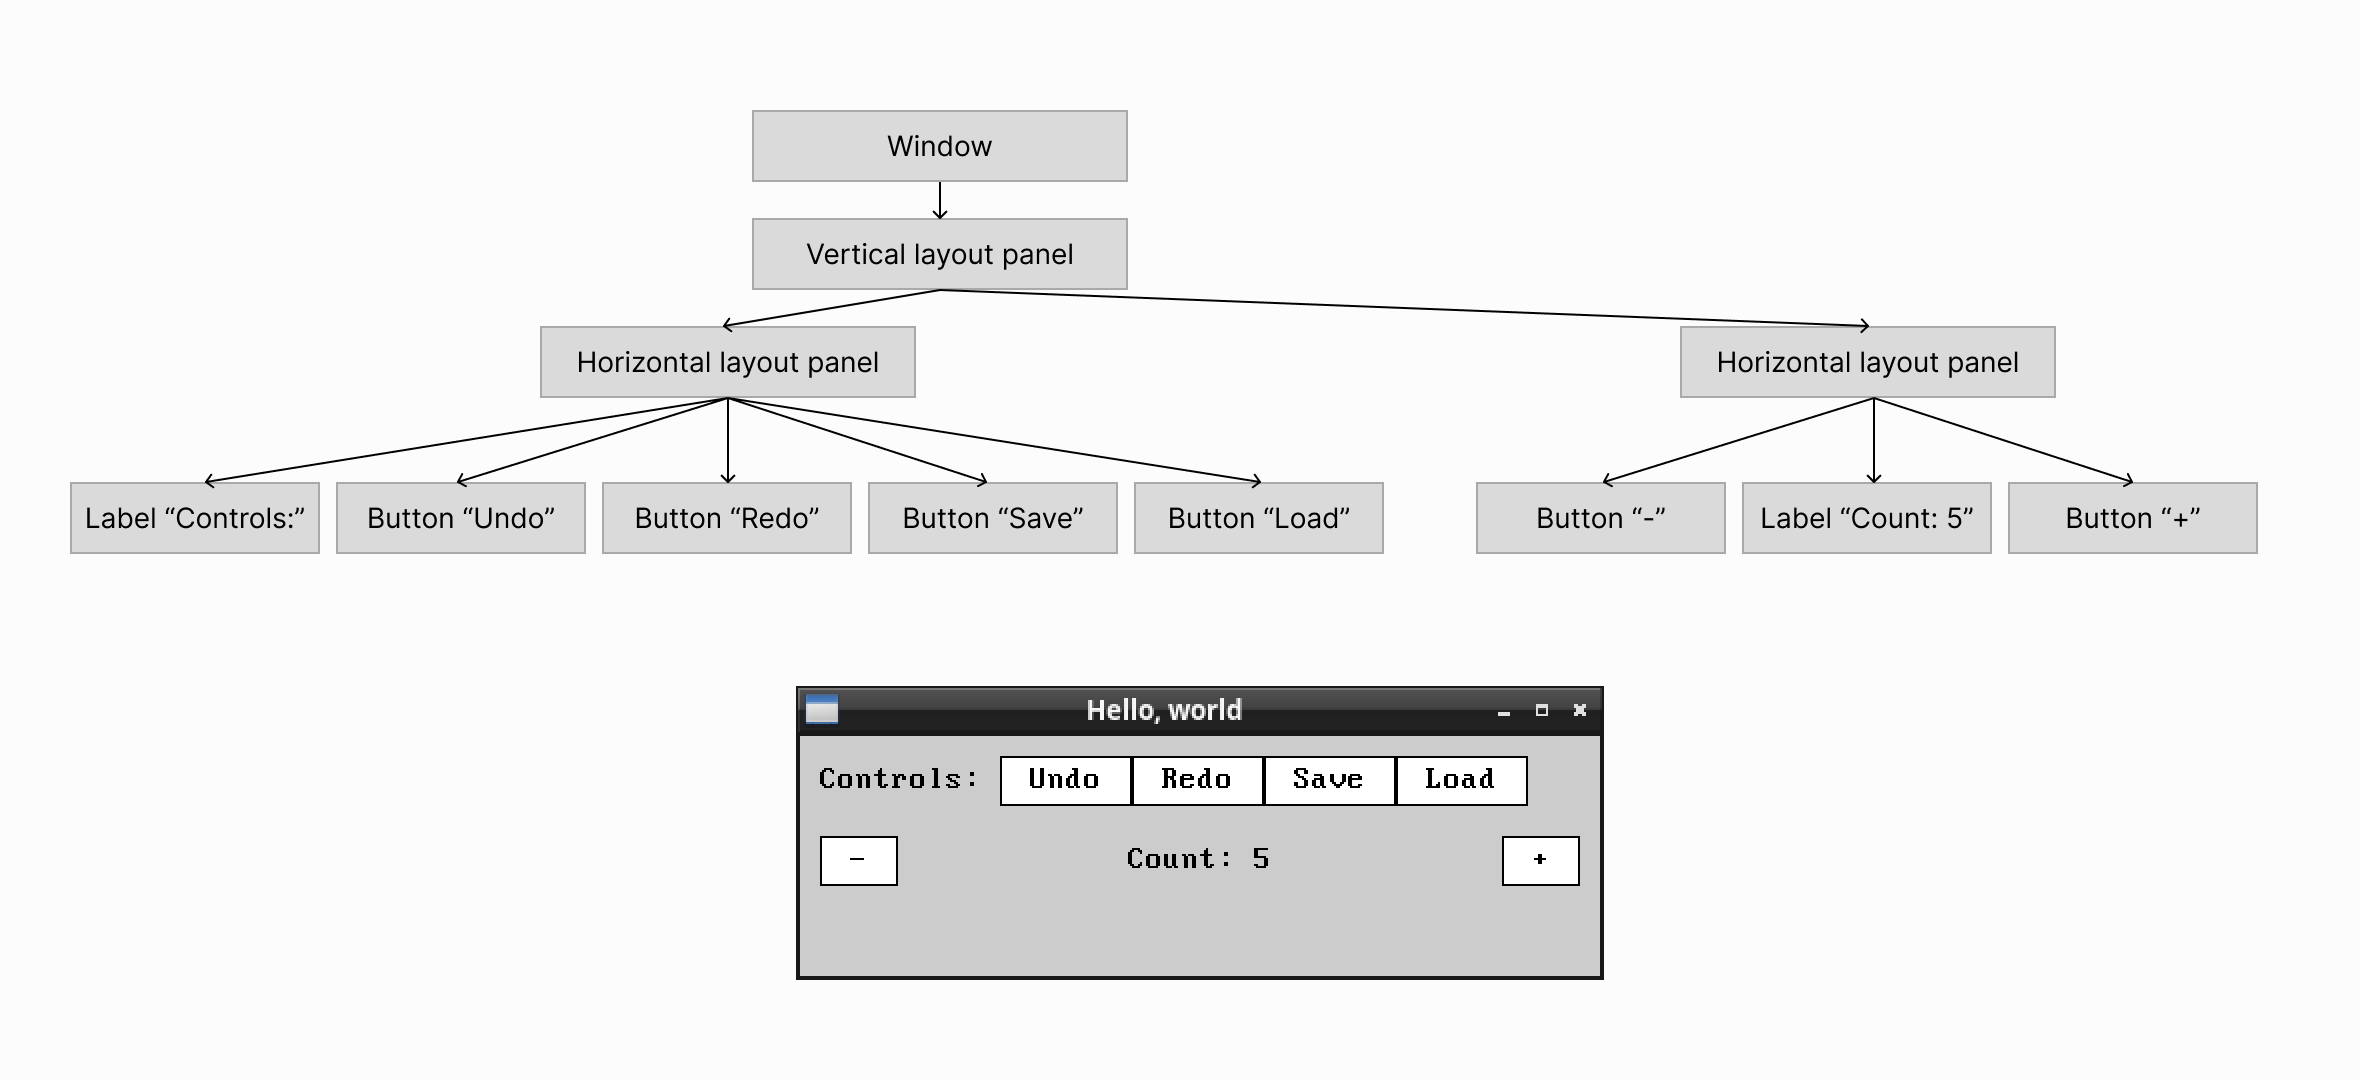 Window
Vertical layout panel
Horizontal layout panel
Horizontal layout panel
Label “Controls:”
Button “Undo”
Button “Redo”
Button “Save”
Button “Load”
Button “-”
Label “Count: 5”
Button “+”
Hello, world
Controls: Undo Redo Save Load
- Count: 5 +